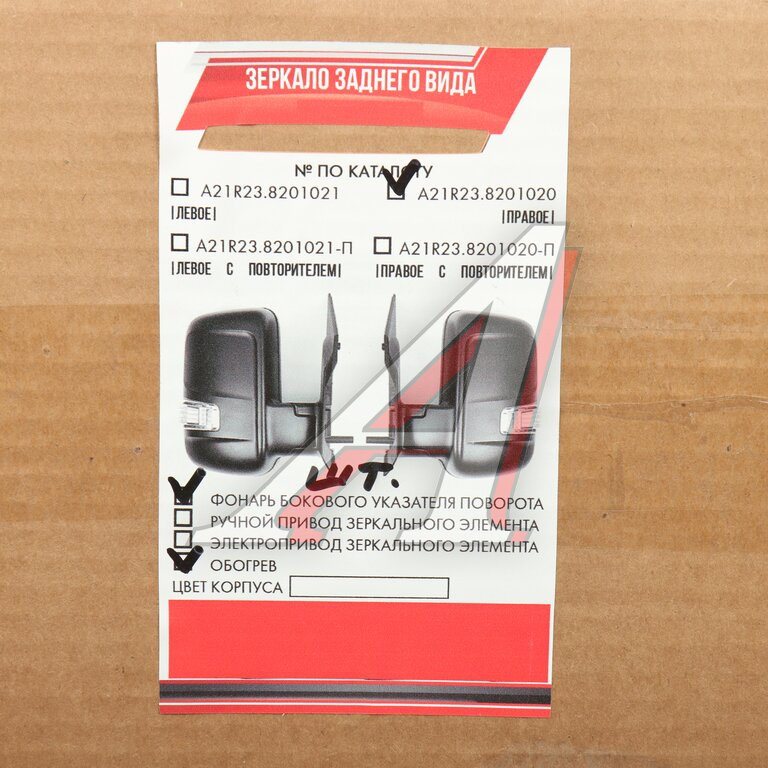 ЗЕРКАЛО ЗАДНЕГО ВИДА
№ ПО КАТАЛОГУ
A21R23.8201021 A21R23.8201020
|ЛЕВОЕ| |ПРАВОЕ|
A21R23.8201021-П A21R23.8201020-П
|ЛЕВОЕ С ПОВТОРИТЕЛЕМ| |ПРАВОЕ С ПОВТОРИТЕЛЕМ|
ШТ.
ФОНАРЬ БОКОВОГО УКАЗАТЕЛЯ ПОВОРОТА
РУЧНОЙ ПРИВОД ЗЕРКАЛЬНОГО ЭЛЕМЕНТА
ЭЛЕКТРОПРИВОД ЗЕРКАЛЬНОГО ЭЛЕМЕНТА
ОБОГРЕВ
ЦВЕТ КОРПУСА